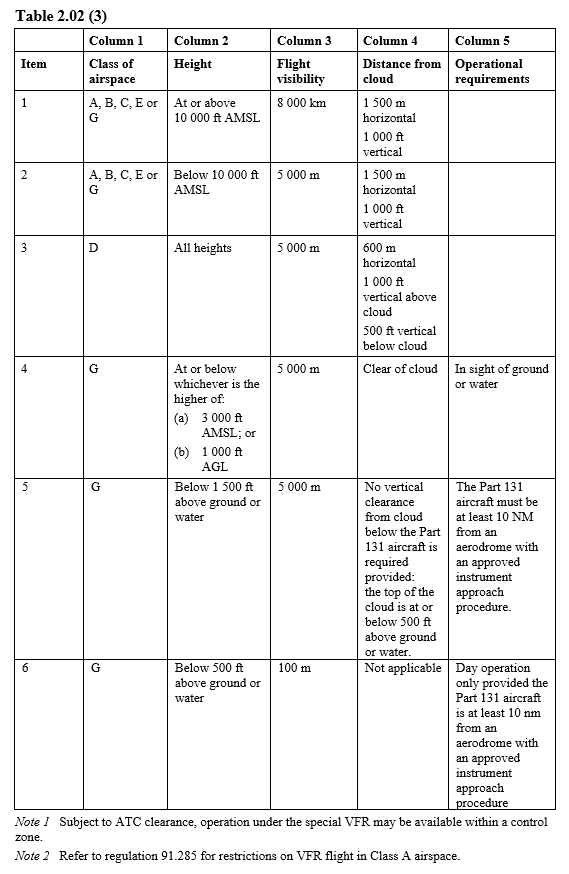 Table 2.02 (3)
Column 1 Column 2 Column 3 Column 4 Column 5
Item Class of Height Flight Distance from Operational
airspace visibility cloud requirements
1 A, B, C, E or At or above 8 000 km 1 500 m
G 10 000 ft AMSL horizontal
1 000 ft
vertical
2 A, B, C, E or Below 10 000 ft 5 000 m 1 500 m
G AMSL horizontal
1 000 ft
vertical
3 D All heights 5 000 m 600 m
horizontal
1 000 ft
vertical above
cloud
500 ft vertical
below cloud
4 G At or below 5 000 m Clear of cloud In sight of ground
whichever is the or water
higher of:
(a) 3 000 ft
AMSL; or
(b) 1 000 ft
AGL
5 G Below 1 500 ft 5 000 m No vertical The Part 131
above ground or clearance aircraft must be
water from cloud at least 10 NM
below the Part from an
131 aircraft is aerodrome with
required an approved
provided: instrument
the top of the approach
cloud is at or procedure.
below 500 ft
above ground
or water.
6 G Below 500 ft 100 m Not applicable Day operation
above ground or only provided the
water Part 131 aircraft
is at least 10 nm
from an
aerodrome with
an approved
instrument
approach
procedure
Note 1 Subject to ATC clearance, operation under the special VFR may be available within a control
zone.
Note 2 Refer to regulation 91.285 for restrictions on VFR flight in Class A airspace.